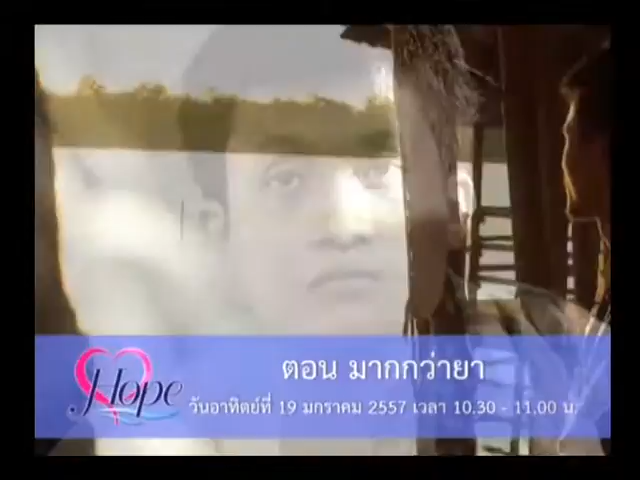 Hope
ตอน มากกว่ายา
วันอาทิตย์ที่ 19 มกราคม 2557 เวลา 10.30 - 11.00 น.